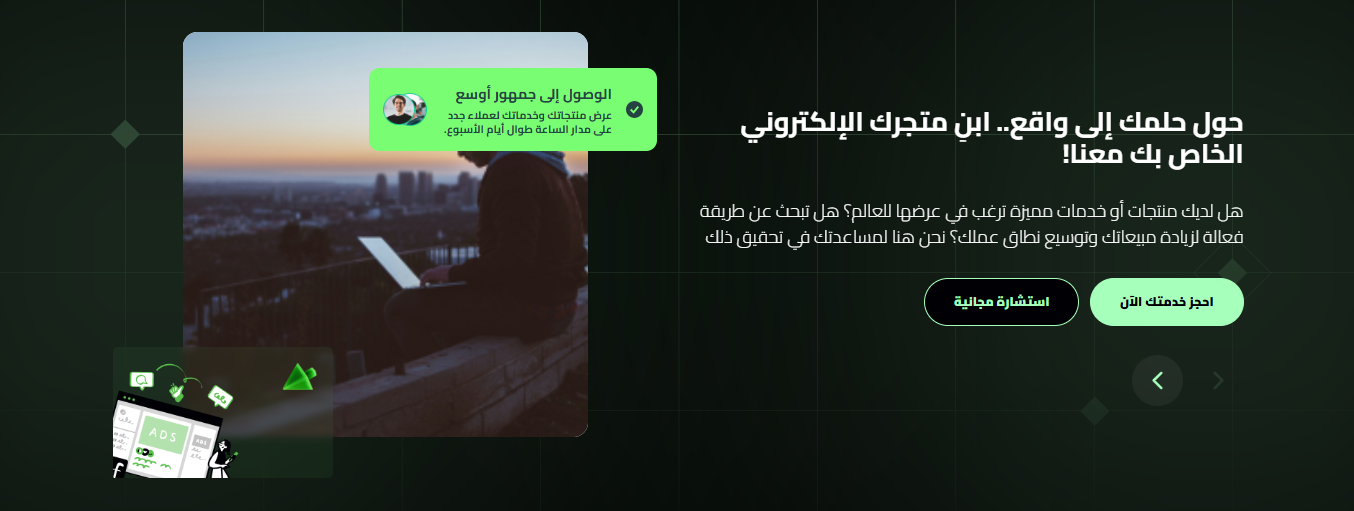 حول حلمك إلى واقع.. ابنِ متجرك الإلكتروني
الخاص بك معنا!
هل لديك منتجات أو خدمات مميزة ترغب في عرضها للعالم؟ هل تبحث عن طريقة
فعالة لزيادة مبيعاتك وتوسيع نطاق عملك؟ نحن هنا لمساعدتك في تحقيق ذلك
احجز خدمتك الآن
استشارة مجانية
الوصول إلى جمهور أوسع
عرض منتجاتك وخدماتك لعملاء جدد
على مدار الساعة طوال أيام الأسبوع.
ADS
ADS
f